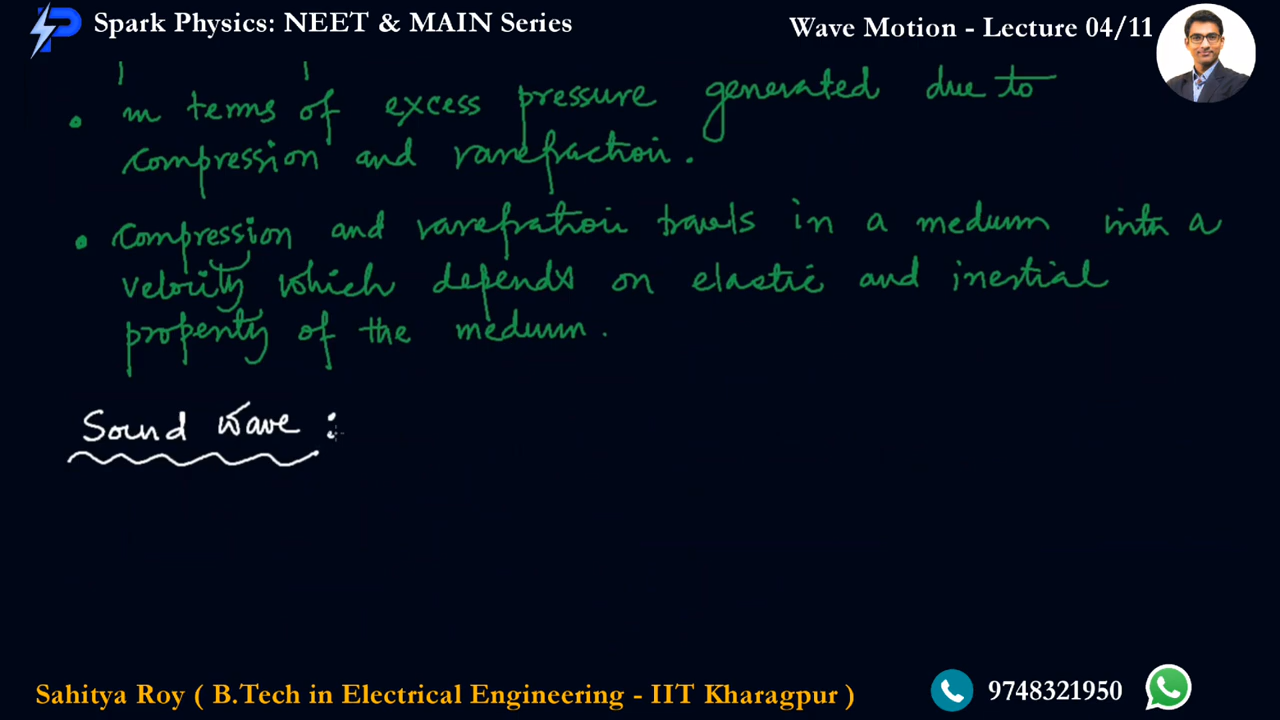 Spark Physics: NEET & MAIN Series
Wave Motion - Lecture 04/11
• in terms of excess pressure generated due to
compression and rarefaction.
• compression and rarefration travels in a medium with a
velocity which depends on elastic and inertial
property of the medium.
Sound wave :
Sahitya Roy ( B.Tech in Electrical Engineering - IIT Kharagpur )
9748321950